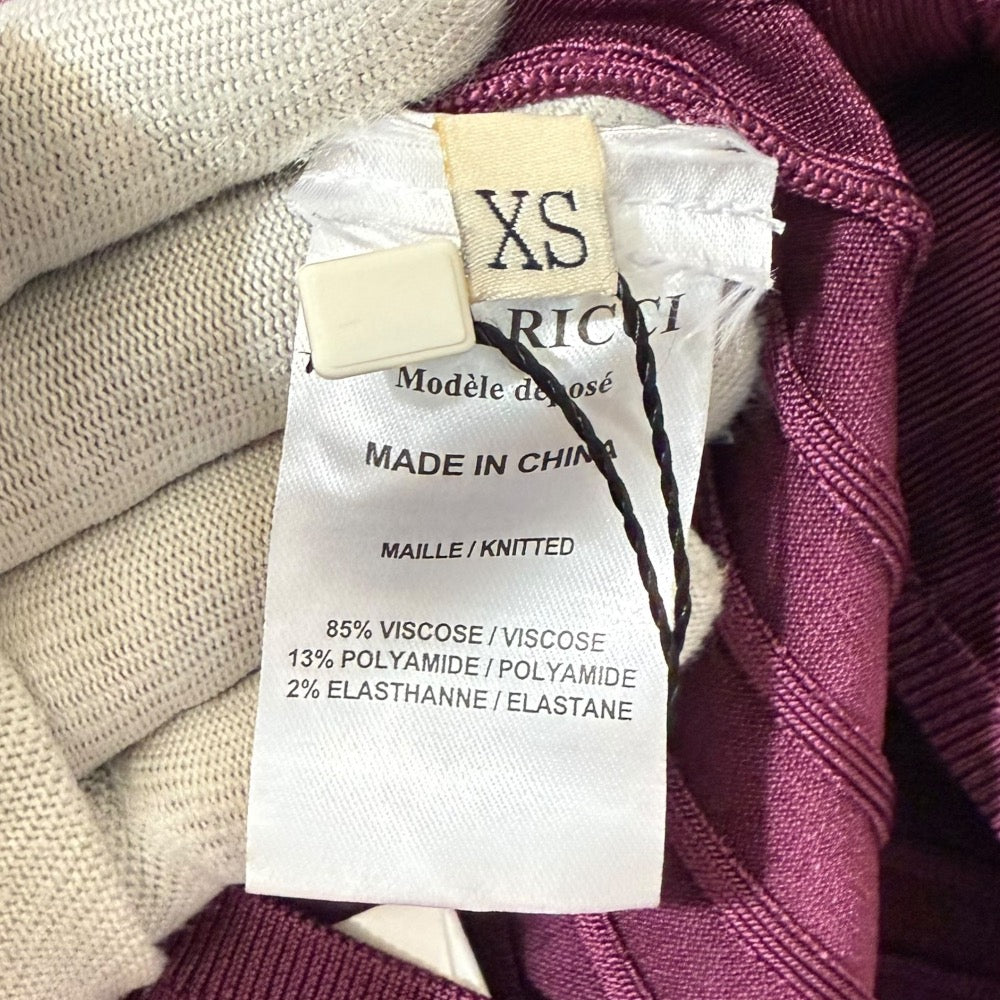 XS
RICCI
Modèle déposé
MADE IN CHINA
MAILLE / KNITTED
85% VISCOSE / VISCOSE
13% POLYAMIDE / POLYAMIDE
2% ELASTHANNE / ELASTANE